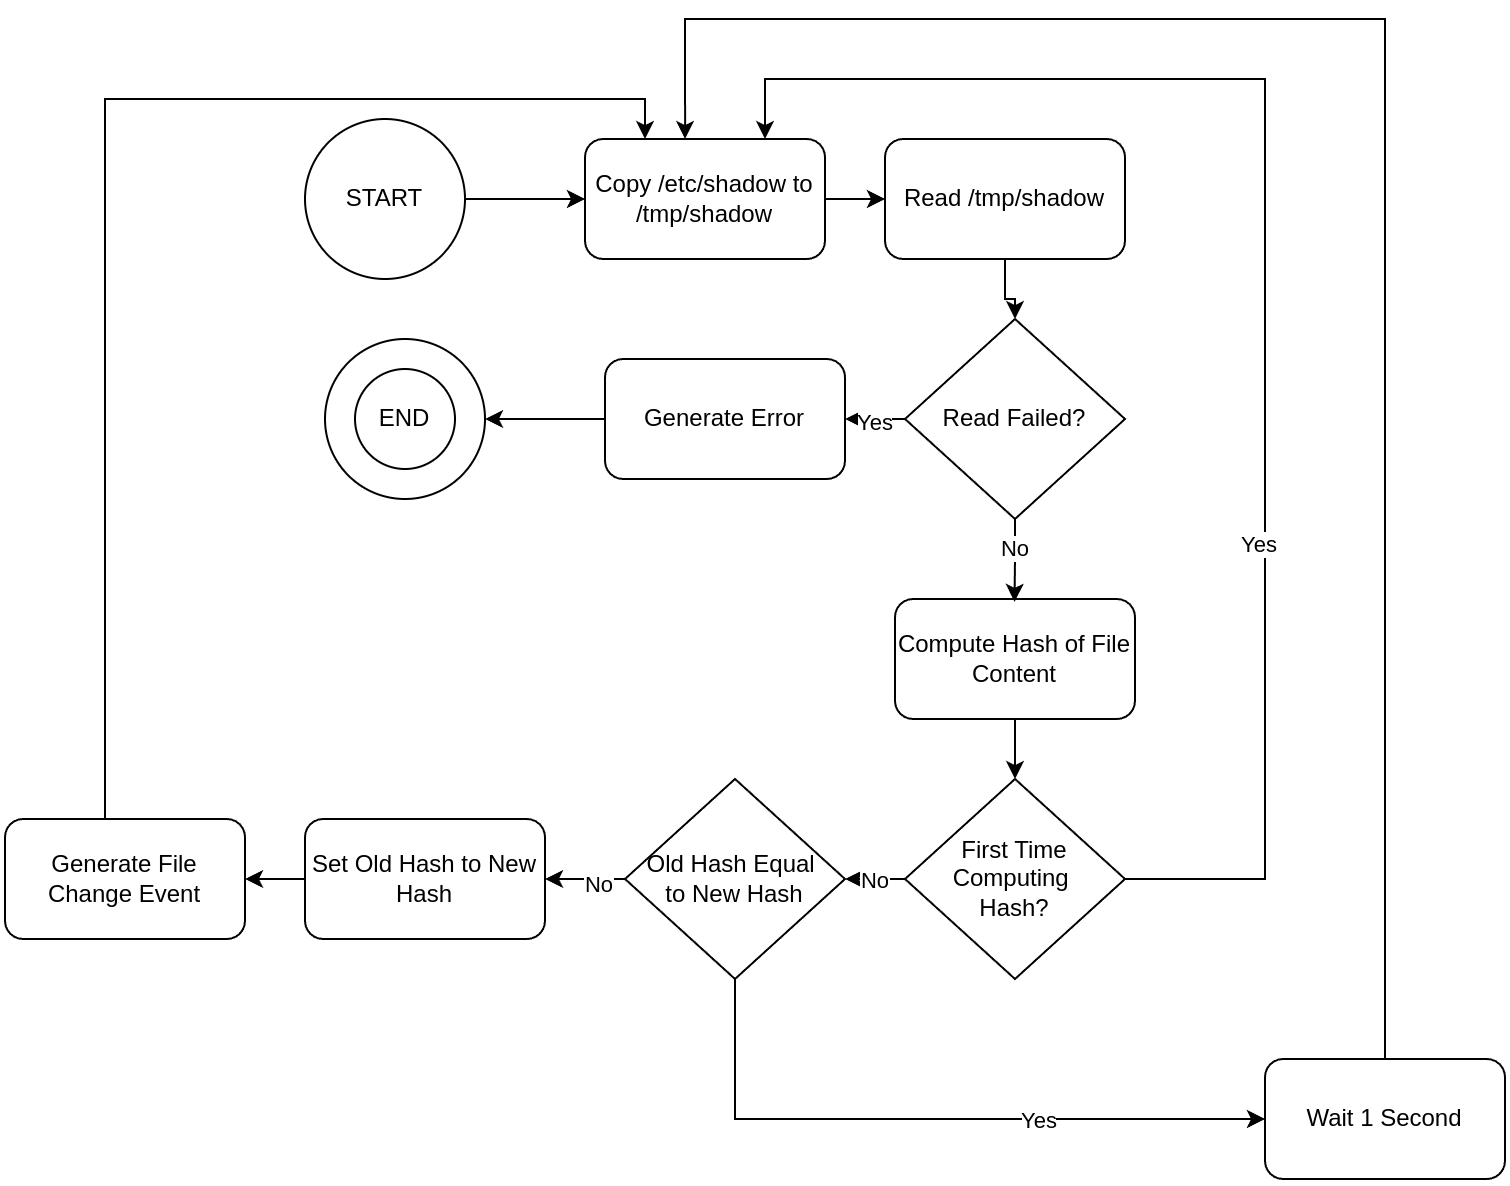 START
Copy /etc/shadow to
/tmp/shadow
Read /tmp/shadow
END
Generate Error
Yes
Read Failed?
No
Yes
Compute Hash of File
Content
Generate File
Change Event
Set Old Hash to New
Hash
No
Old Hash Equal
to New Hash
No
First Time
Computing
Hash?
Yes
Wait 1 Second